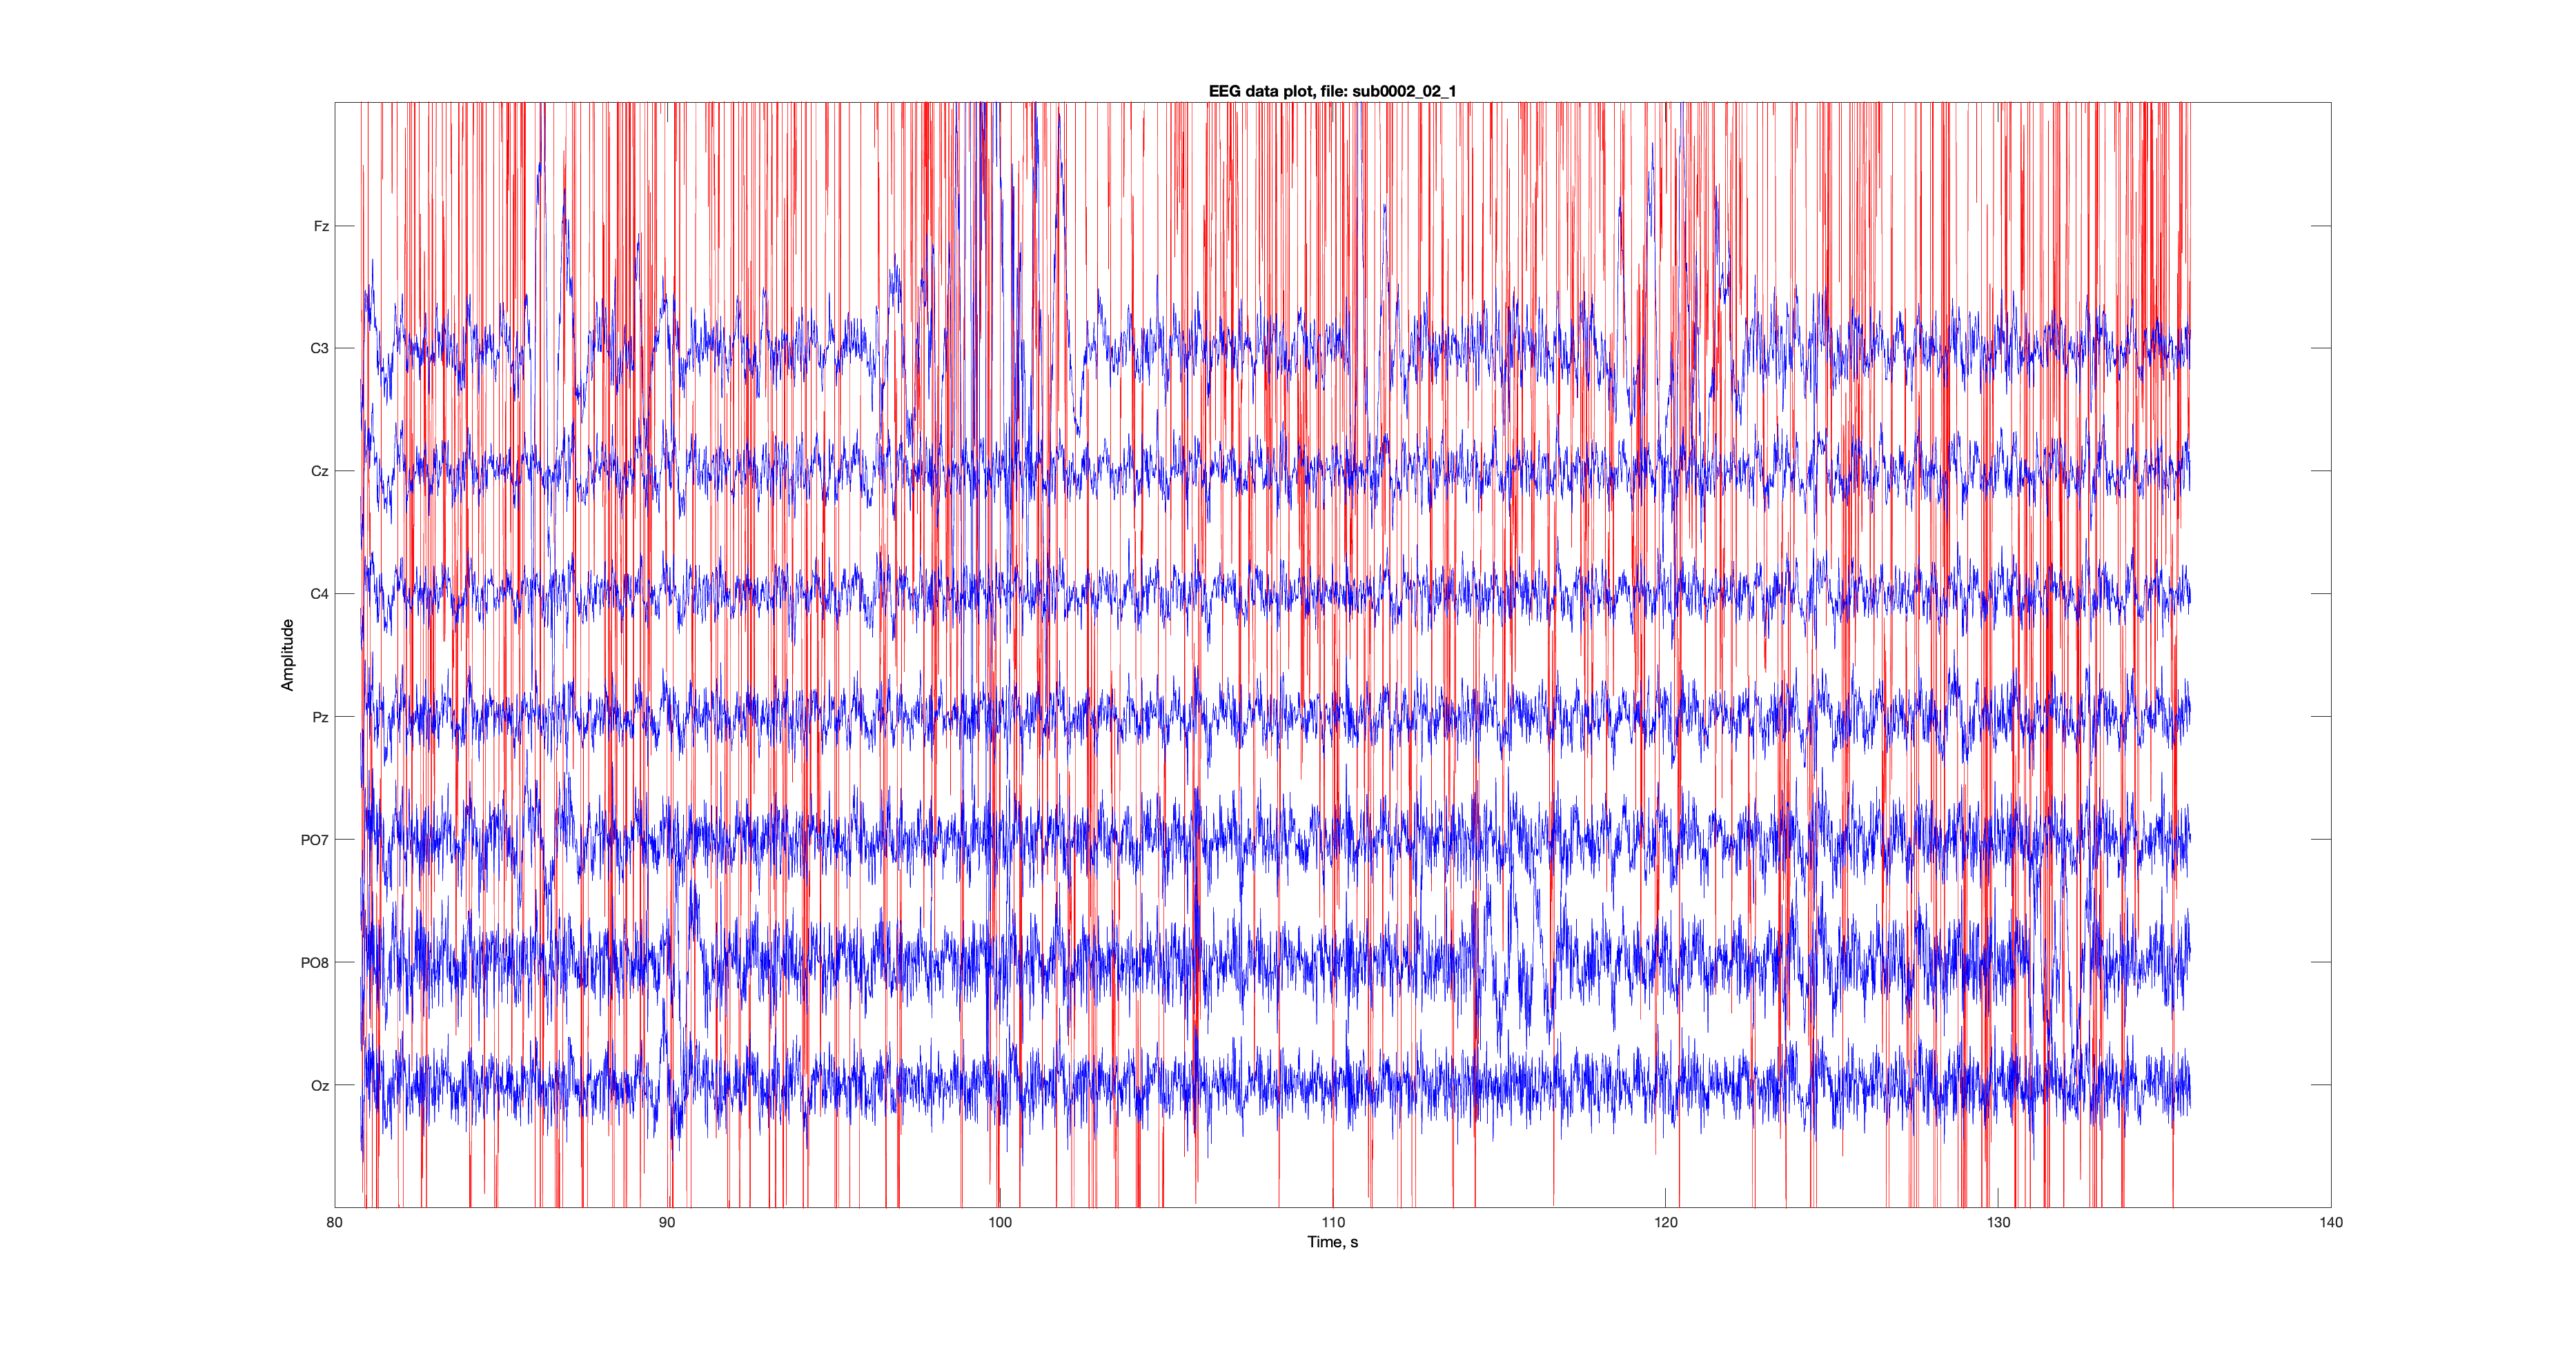 EEG data plot, file: sub0002_02_1
Fz
C3
Cz
C4
Pz
PO7
PO8
Oz
Amplitude
80 90 100 110 120 130 140
Time, s